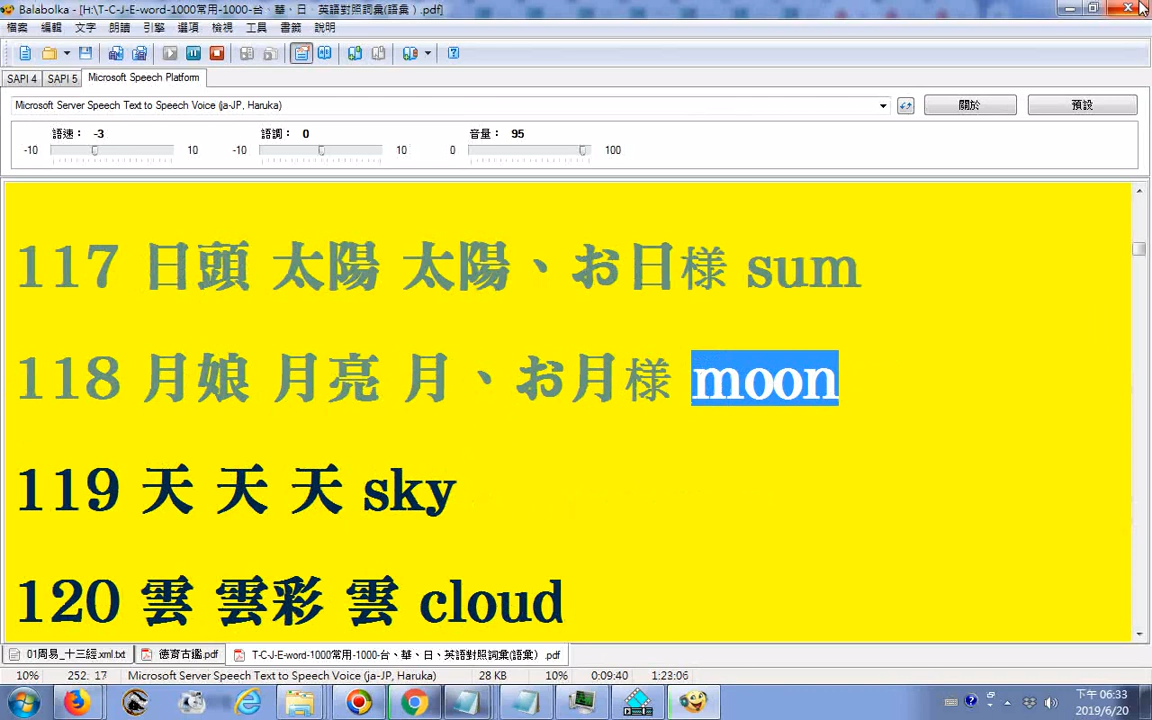 Balabolka - [H:\T-C-J-E-word-1000常用-1000-台、華、日、英語對照詞彙(語彙 ).pdf]
檔案 編輯 文字 朗讀 引擎 選項 檢視 工具 書籤 說明
SAPI 4 SAPI 5 Microsoft Speech Platform
Microsoft Server Speech Text to Speech Voice (ja-JP, Haruka) 關於 預設
語速： -3 語調： 0 音量： 95
-10 10 -10 10 0 100
117 日頭 太陽 太陽、お日様 sum
118 月娘 月亮 月、お月様 moon
119 天 天 天 sky
120 雲 雲彩 雲 cloud
01周易_十三經.xml.txt 德育古鑑.pdf T-C-J-E-word-1000常用-1000-台、華、日、英語對照詞彙(語彙 ).pdf
10% 252. 17 Microsoft Server Speech Text to Speech Voice (ja-JP, Haruka) 28 KB 10% 0:09:40 1:23:06
下午 06:33
2019/6/20